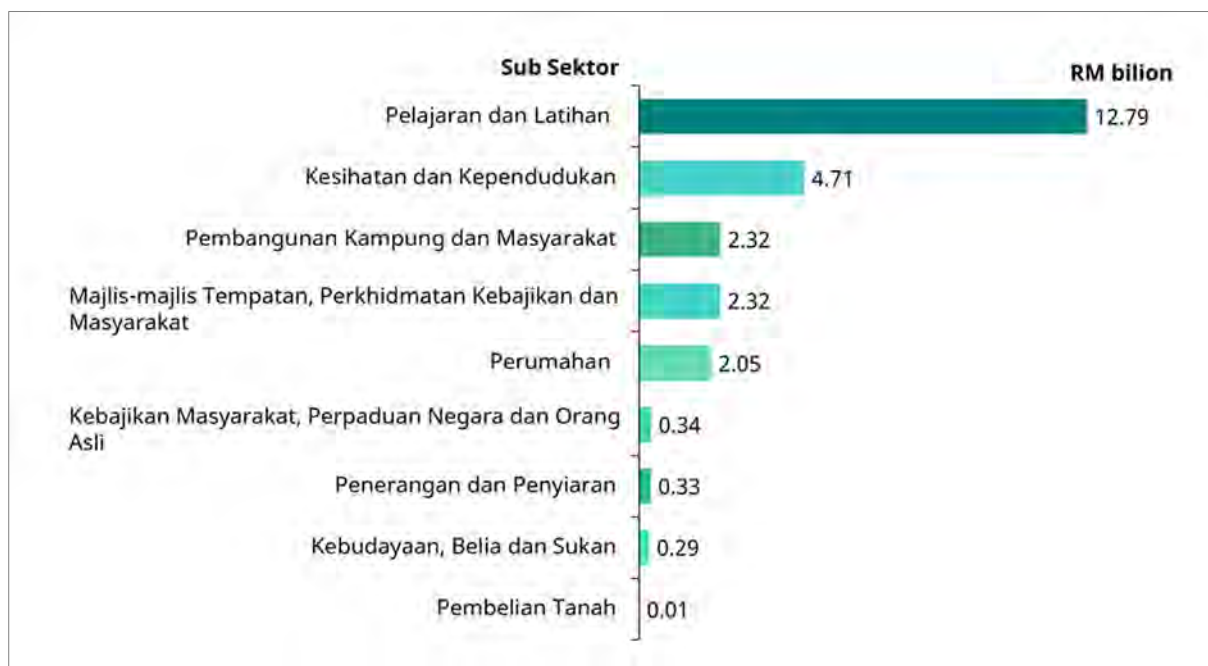 Sub Sektor
RM bilion
Pelajaran dan Latihan
12.79
Kesihatan dan Kependudukan
4.71
Pembangunan Kampung dan Masyarakat
2.32
Majlis-majlis Tempatan, Perkhidmatan Kebajikan dan
Masyarakat
2.32
Perumahan
2.05
Kebajikan Masyarakat, Perpaduan Negara dan Orang
Asli
0.34
Penerangan dan Penyiaran
0.33
Kebudayaan, Belia dan Sukan
0.29
Pembelian Tanah
0.01